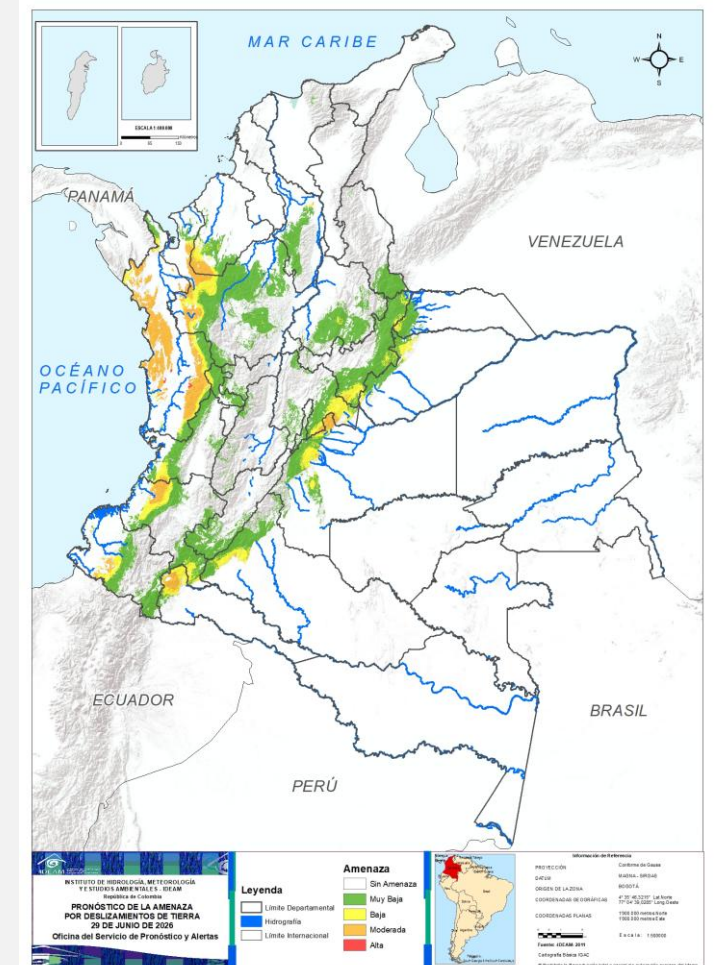 MAR CARIBE
N
W
E
S
PANAMÁ
VENEZUELA
OCÉANO
PACÍFICO
ECUADOR
BRASIL
PERÚ
IDEAM
INSTITUTO DE HIDROLOGÍA, METEOROLOGÍA
Y ESTUDIOS AMBIENTALES - IDEAM
República de Colombia
PRONÓSTICO DE LA AMENAZA
POR DESLIZAMIENTOS DE TIERRA
29 DE JUNIO DE 2026
Oficina del Servicio de Pronóstico y Alertas
Leyenda
Límite Departamental
Hidrografía
Límite Internacional
Amenaza
Sin Amenaza
Muy Baja
Baja
Moderada
Alta
Información de Referencia
PROYECCIÓN
Conforme de Gauss
DATUM
MAGNA - SIRGAS
ORIGEN DE LA ZONA
BOGOTÁ
COORDENADAS GEOGRÁFICAS
COORDENADAS PLANAS
Escala:
Fuente: IDEAM
Cartografía Básica: IGAC